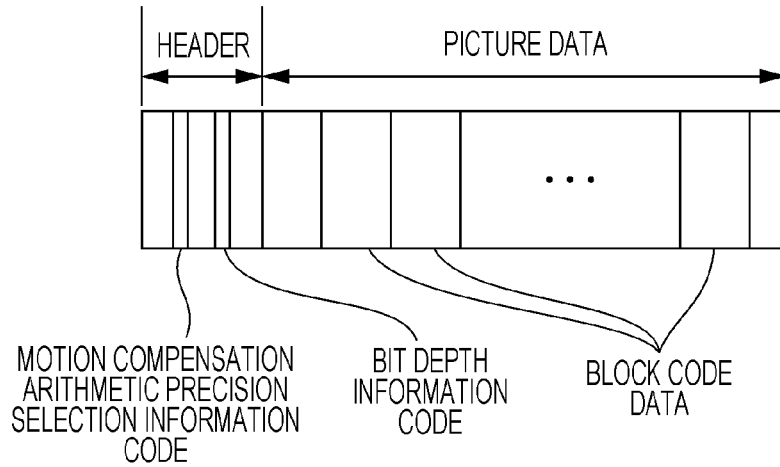 HEADER
PICTURE DATA
...
MOTION COMPENSATION
ARITHMETIC PRECISION
SELECTION INFORMATION
CODE
BIT DEPTH
INFORMATION
CODE
BLOCK CODE
DATA